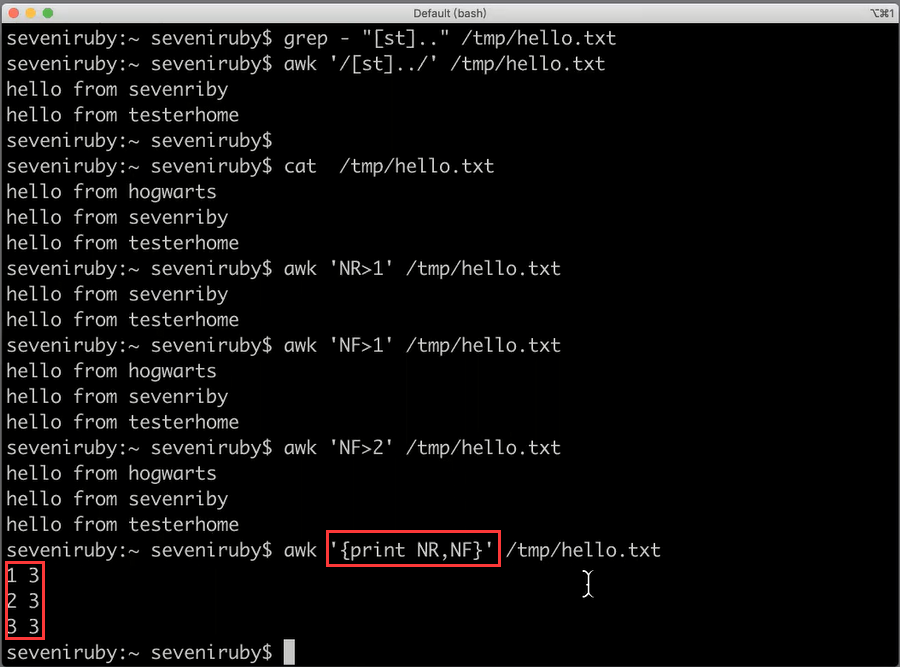 Default (bash)
⌥⌘1
seveniruby:~ seveniruby$ grep - "[st].." /tmp/hello.txt
seveniruby:~ seveniruby$ awk '/[st]../' /tmp/hello.txt
hello from sevenriby
hello from testerhome
seveniruby:~ seveniruby$
seveniruby:~ seveniruby$ cat  /tmp/hello.txt
hello from hogwarts
hello from sevenriby
hello from testerhome
seveniruby:~ seveniruby$ awk 'NR>1' /tmp/hello.txt
hello from sevenriby
hello from testerhome
seveniruby:~ seveniruby$ awk 'NF>1' /tmp/hello.txt
hello from hogwarts
hello from sevenriby
hello from testerhome
seveniruby:~ seveniruby$ awk 'NF>2' /tmp/hello.txt
hello from hogwarts
hello from sevenriby
hello from testerhome
seveniruby:~ seveniruby$ awk '{print NR,NF}' /tmp/hello.txt
1 3
2 3
3 3
seveniruby:~ seveniruby$